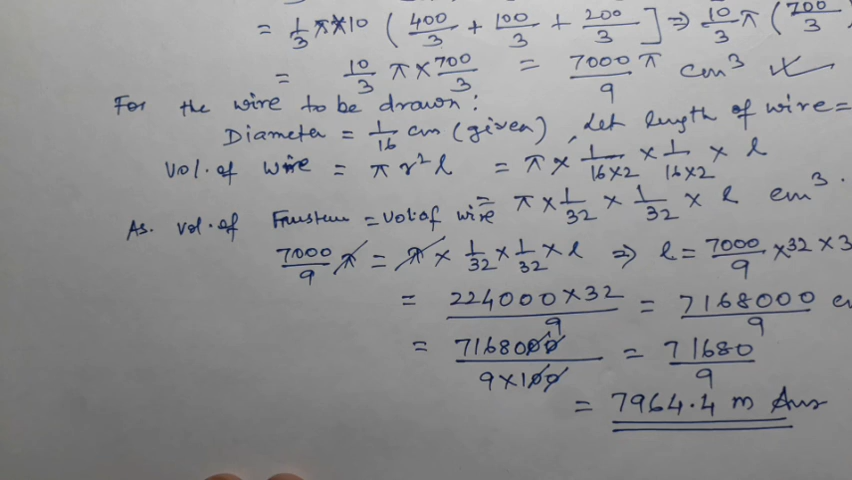 = 1/3 π × 10 ( 400/3 + 100/3 + 200/3 ] ⇒ 10/3 π ( 700/3
= 10/3 π × 700/3 = 7000/9 π cm³
For the wire to be drawn:
Diameter = 1/16 cm (given), Let length of wire =
Vol. of wire = π r² l = π × 1/16×2 × 1/16×2 × l
= π × 1/32 × 1/32 × l cm³.
As. vol. of Frustum = vol. of wire
7000/9 π = π × 1/32 × 1/32 × l ⇒ l = 7000/9 × 32 × 3
= 224000 × 32/9 = 7168000/9 c
= 7168000/9×100 = 71680/9
= 7964.4 m Ans